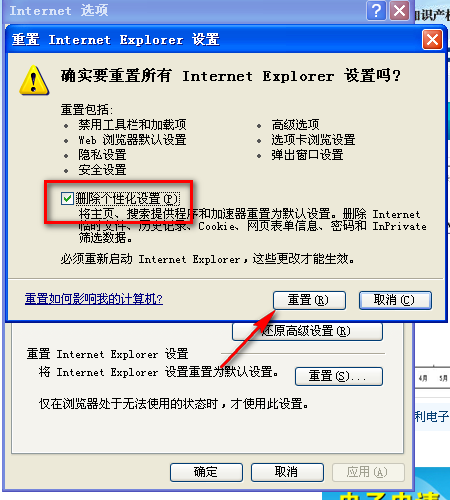 Internet 选项
重置 Internet Explorer 设置
确实要重置所有 Internet Explorer 设置吗?
重置包括:
禁用工具栏和加载项
Web 浏览器默认设置
隐私设置
安全设置
高级选项
选项卡浏览设置
弹出窗口设置
删除个性化设置(P)
将主页、搜索提供程序和加速器重置为默认设置。删除 Internet
临时文件、历史记录、Cookie、网页表单信息、密码和 InPrivate
筛选数据。
必须重新启动 Internet Explorer,这些更改才能生效。
重置如何影响我的计算机?
重置(R)
取消(C)
还原高级设置(R)
重置 Internet Explorer 设置
将 Internet Explorer 设置重置为默认设置。
重置(S)...
仅在浏览器处于无法使用的状态时,才使用此设置。
确定
取消
应用(A)
知识产权
4月 5月
利电子
电子申请